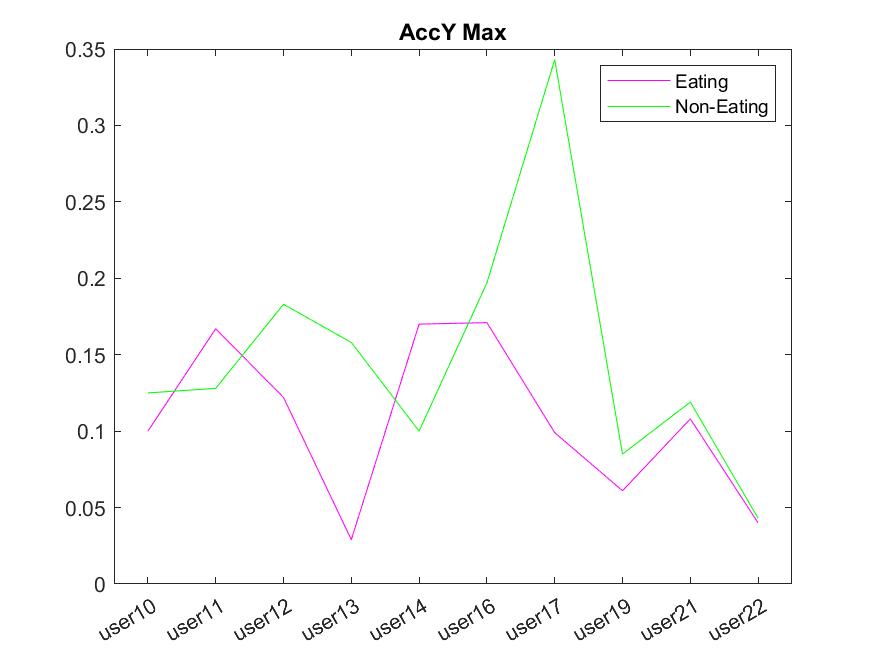 AccY Max
0.35
0.3
0.25
0.2
0.15
0.1
0.05
0
Eating
Non-Eating
user10
user11
user12
user13
user14
user16
user17
user19
user21
user22